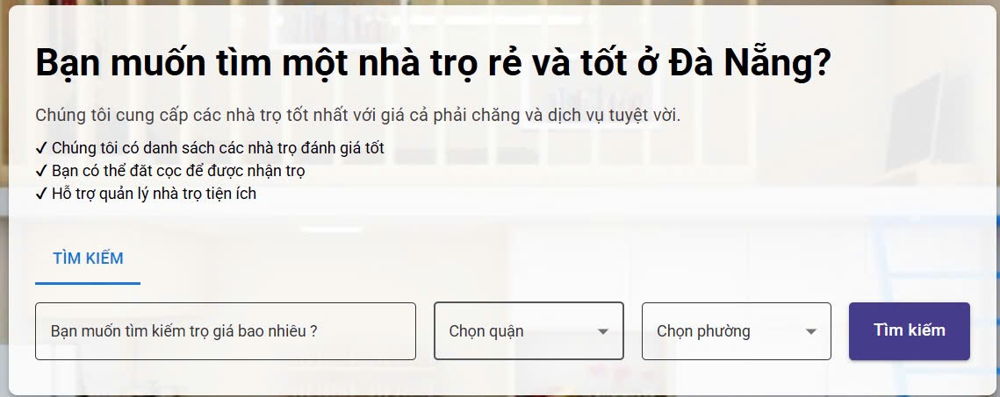 Bạn muốn tìm một nhà trọ rẻ và tốt ở Đà Nẵng?
Chúng tôi cung cấp các nhà trọ tốt nhất với giá cả phải chăng và dịch vụ tuyệt vời.
✓ Chúng tôi có danh sách các nhà trọ đánh giá tốt
✓ Bạn có thể đăt cọc để được nhận trọ
✓ Hỗ trợ quản lý nhà trọ tiện ích
TÌM KIẾM
Bạn muốn tìm kiếm trọ giá bao nhiêu ?
Chọn quận
Chọn phường
Tìm kiếm